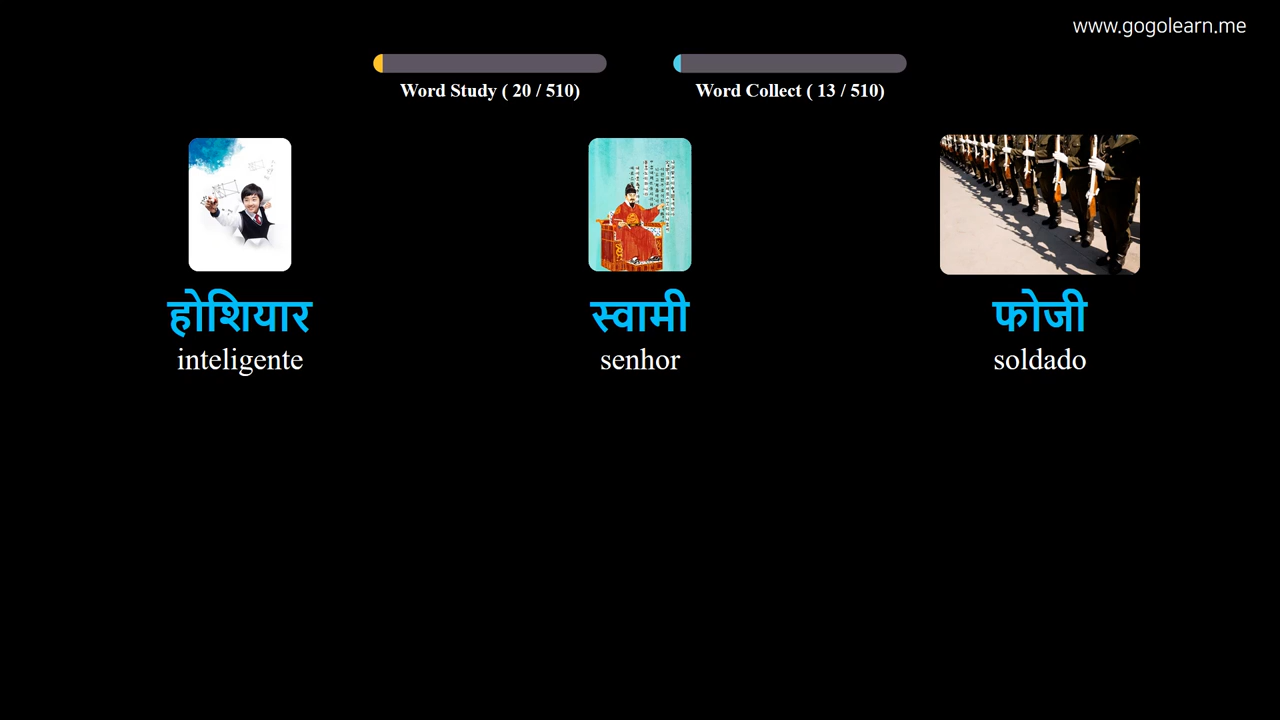 www.gogolearn.me
Word Study ( 20 / 510)
Word Collect ( 13 / 510)
होशियार
स्वामी
फोजी
inteligente
senhor
soldado